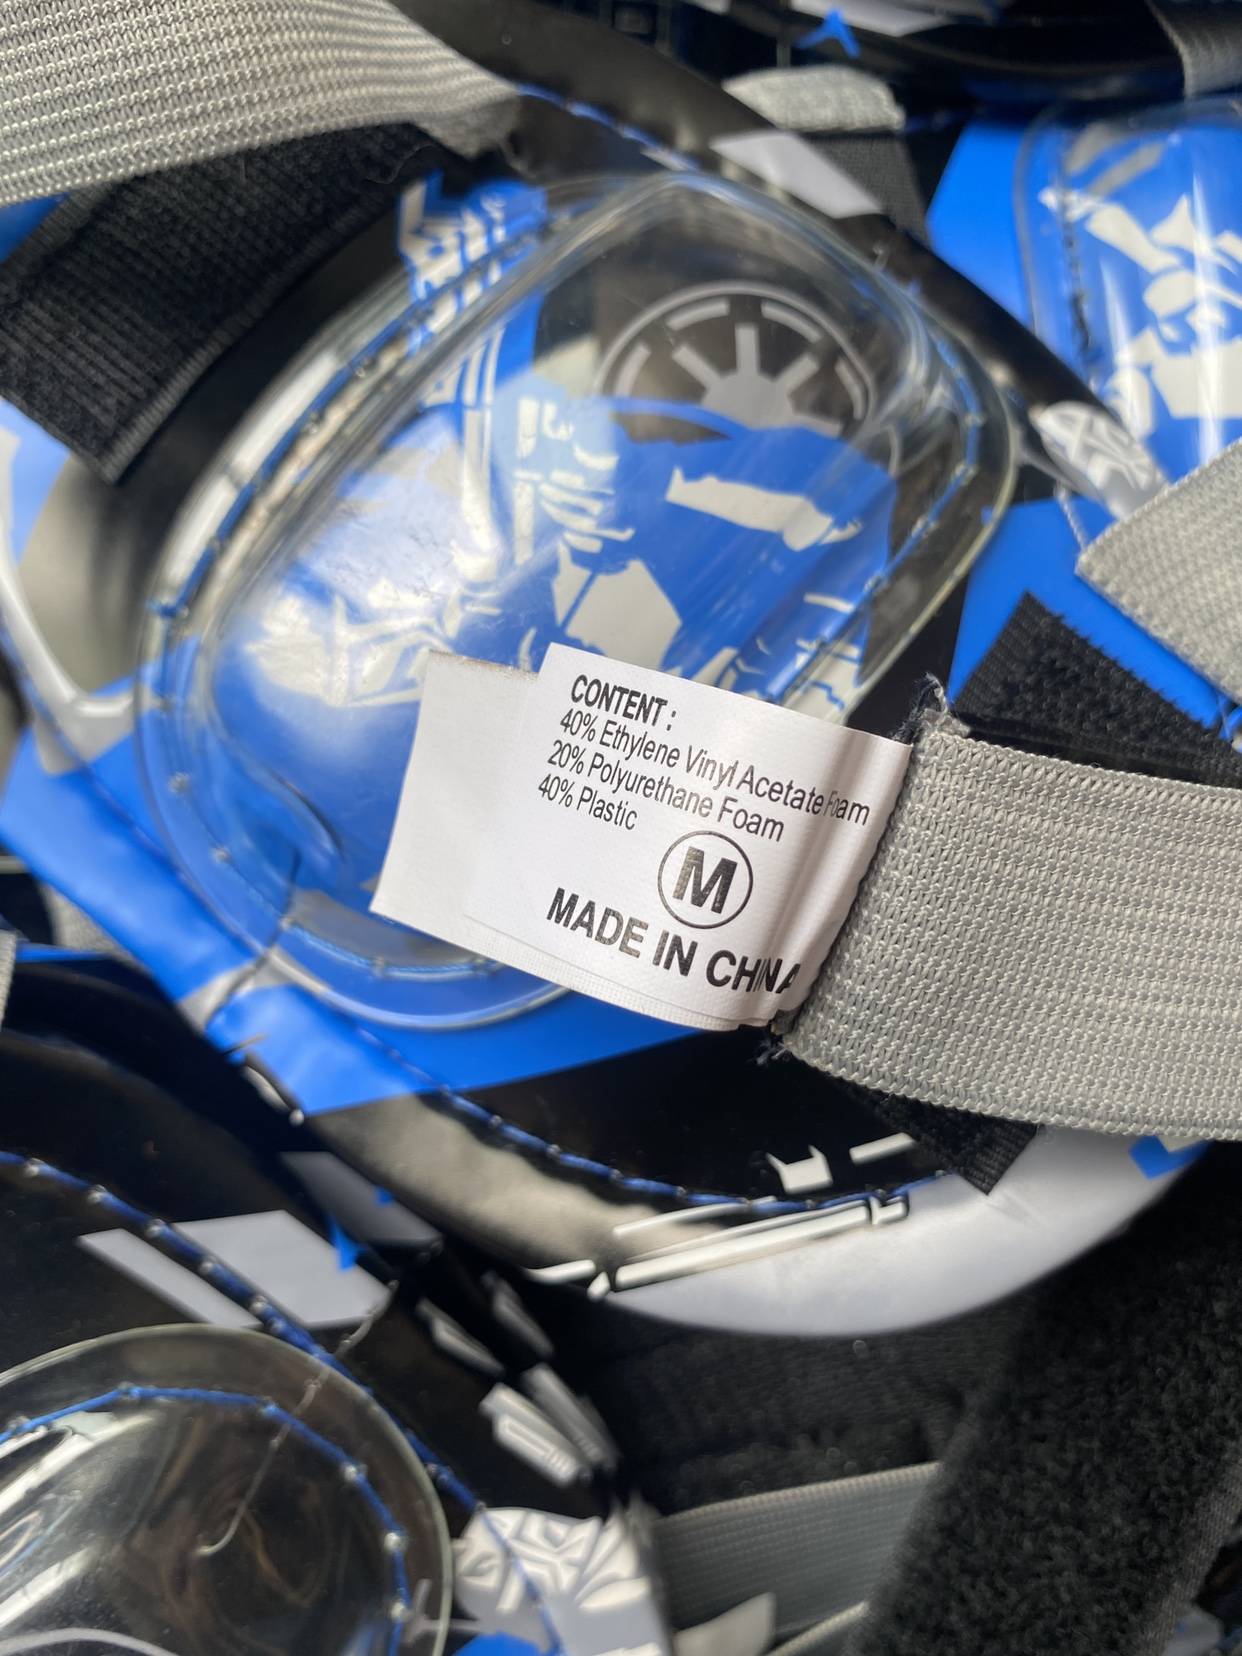 CONTENT :
40% Ethylene Vinyl Acetate Foam
20% Polyurethane Foam
40% Plastic
M
MADE IN CHINA